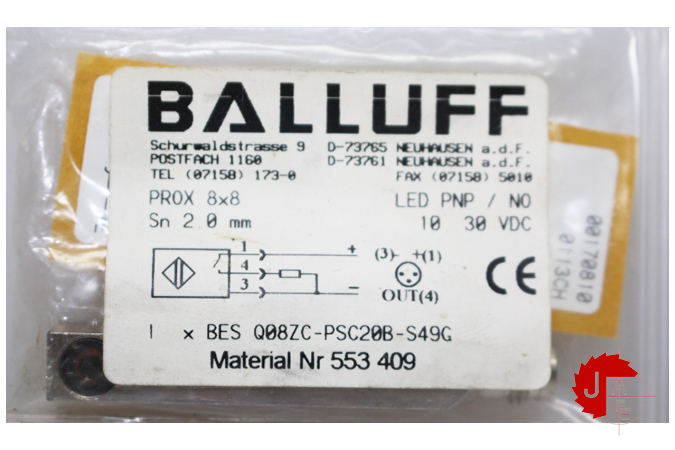 BALLUFF
Schurwaldstrasse 9 D-73765 NEUHAUSEN a.d.F.
POSTFACH 1160 D-73761 NEUHAUSEN a.d.F.
TEL (07158) 173-0 FAX (07158) 5010
PROX 8x8 LED PNP / NO
Sn 2.0 mm 10 30 VDC
1 + (3)- +(1)
4
3 - OUT(4)
CE
1 x BES Q08ZC-PSC20B-S49G
Material Nr 553 409
00170810
0113CH
J